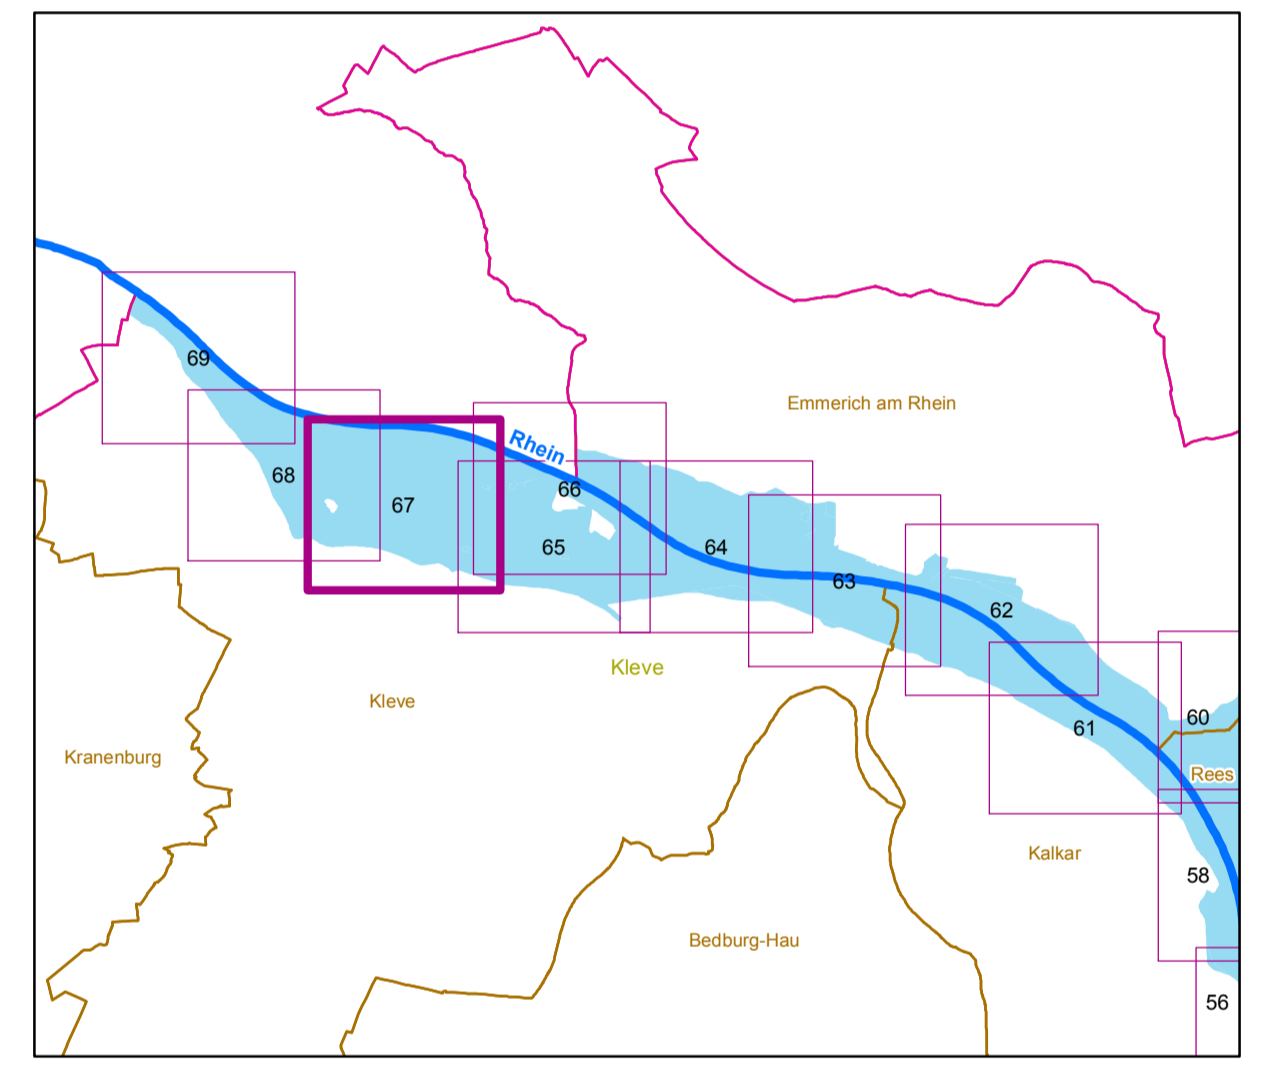 69
Emmerich am Rhein
Rhein
68
67
66
65
64
63
62
Kleve
Kleve
60
61
Kranenburg
Rees
Kalkar
58
Bedburg-Hau
56